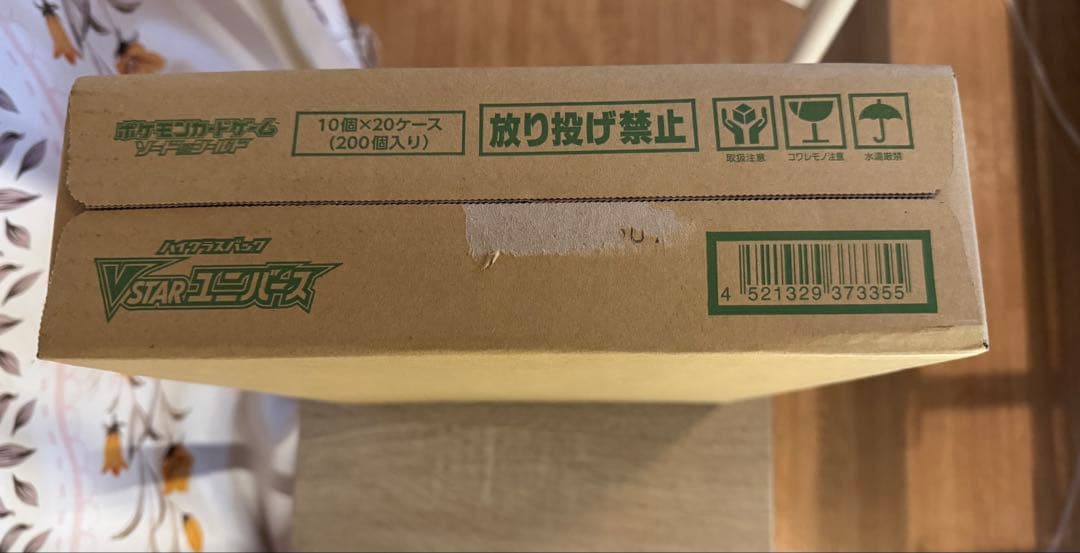 ポケモンカードゲーム
ソード&シールド
10個×20ケース
(200個入り)
放り投げ禁止
取扱注意
コワレモノ注意
水濡厳禁
ハイクラスパック
VSTARユニバース
4 521329 373355